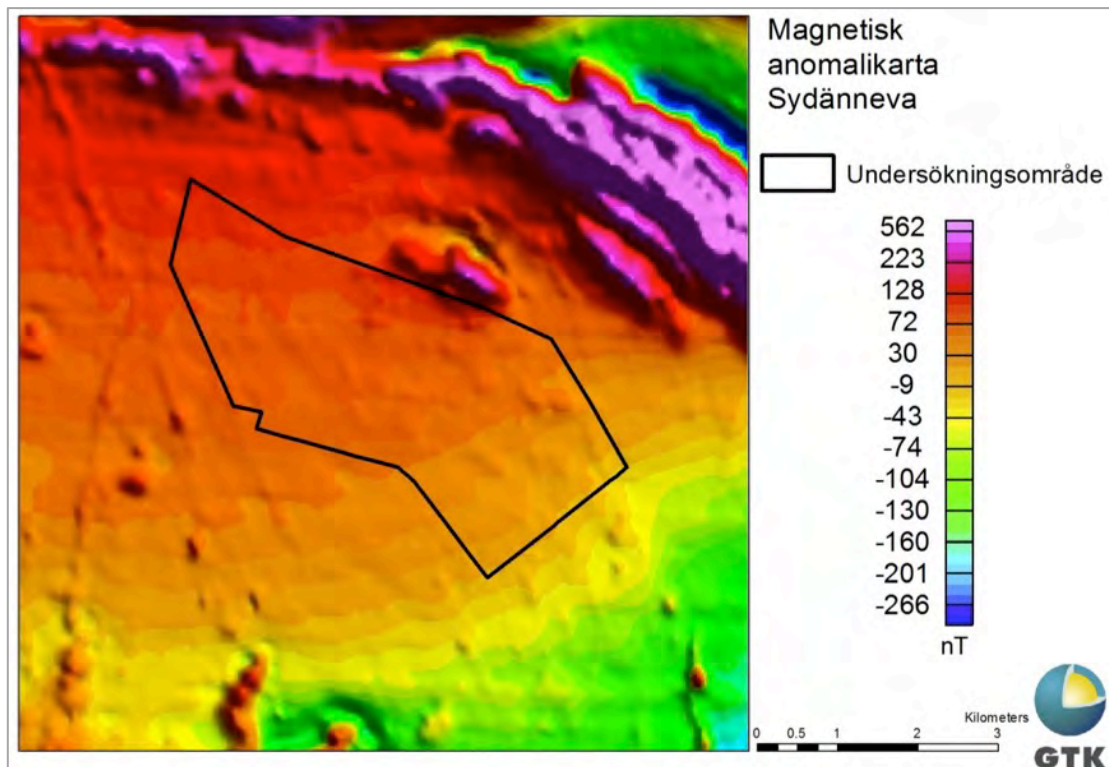 Magnetisk
anomalikarta
Sydänneva
Undersökningsområde
562
223
128
72
30
-9
-43
-74
-104
-130
-160
-201
-266
nT
Kilometers
0 0.5 1 2 3
GTK